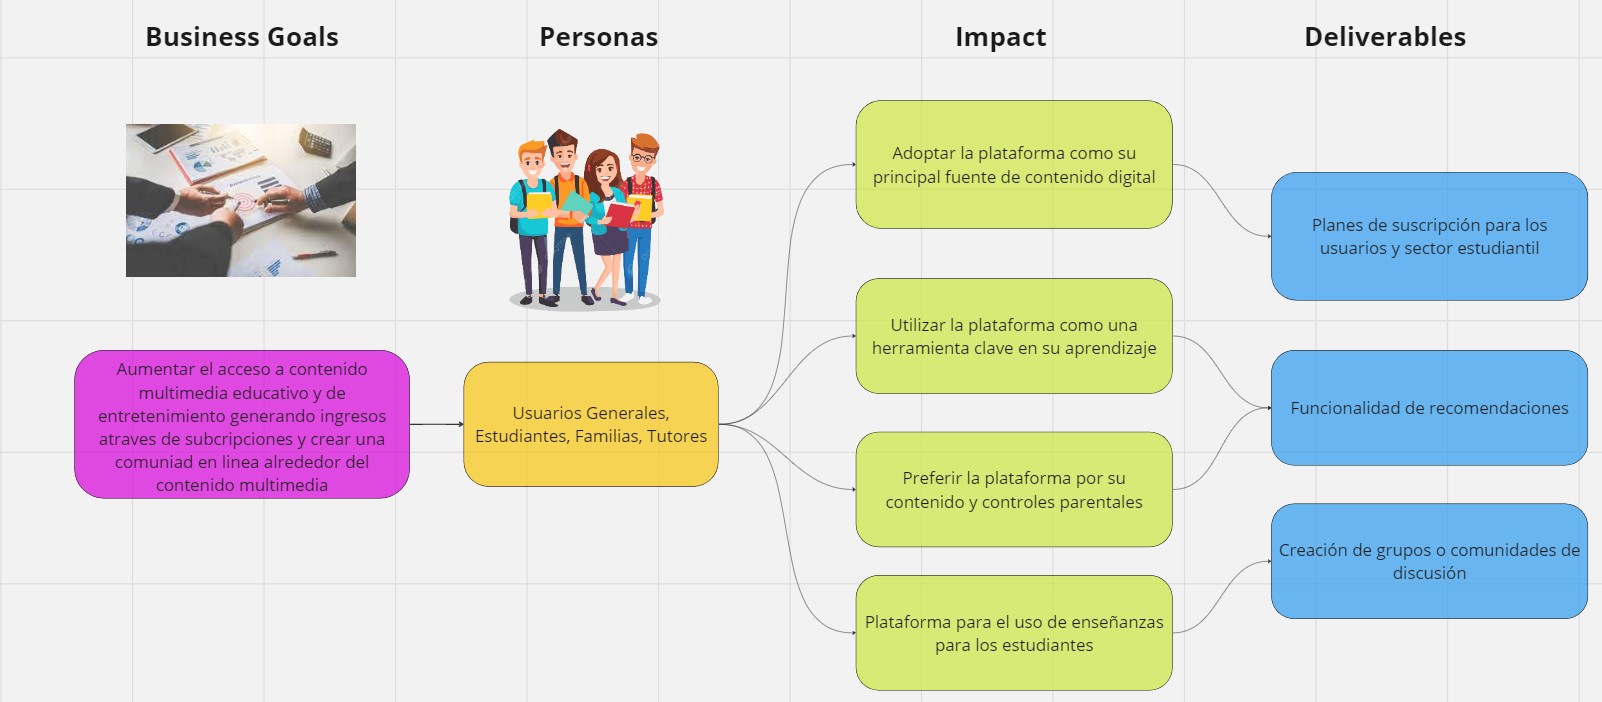 Business Goals
Personas
Impact
Deliverables
Aumentar el acceso a contenido
multimedia educativo y de
entretenimiento generando ingresos
atraves de subcripciones y crear una
comuniad en linea alrededor del
contenido multimedia
Usuarios Generales,
Estudiantes, Familias, Tutores
Adoptar la plataforma como su
principal fuente de contenido digital
Utilizar la plataforma como una
herramienta clave en su aprendizaje
Preferir la plataforma por su
contenido y controles parentales
Plataforma para el uso de enseñanzas
para los estudiantes
Planes de suscripción para los
usuarios y sector estudiantil
Funcionalidad de recomendaciones
Creación de grupos o comunidades de
discusión